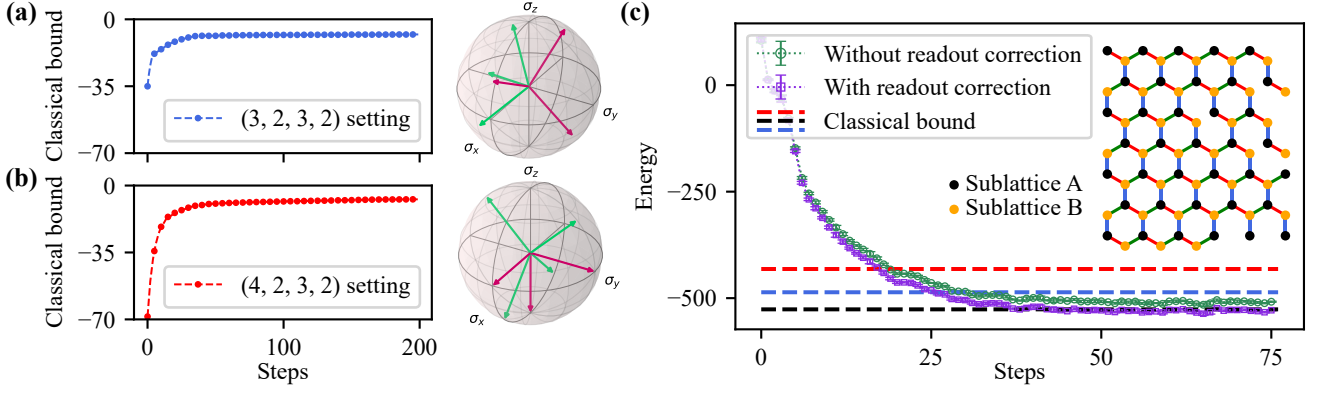 (a)
Classical bound
0
−35
−70
(3, 2, 3, 2) setting
σz
σy
σx
(b)
Classical bound
0
−35
−70
(4, 2, 3, 2) setting
0
100
200
Steps
σz
σy
σx
(c)
Energy
0
−250
−500
Without readout correction
With readout correction
Classical bound
Sublattice A
Sublattice B
0
25
50
75
Steps